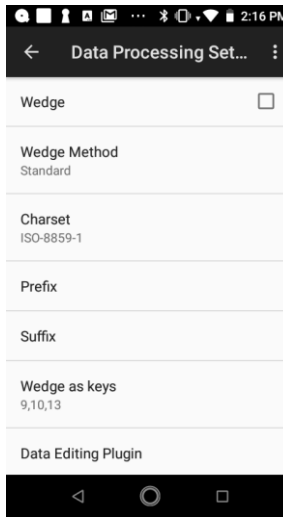 2:16 PM
Data Processing Set...
Wedge
Wedge Method
Standard
Charset
ISO-8859-1
Prefix
Suffix
Wedge as keys
9,10,13
Data Editing Plugin